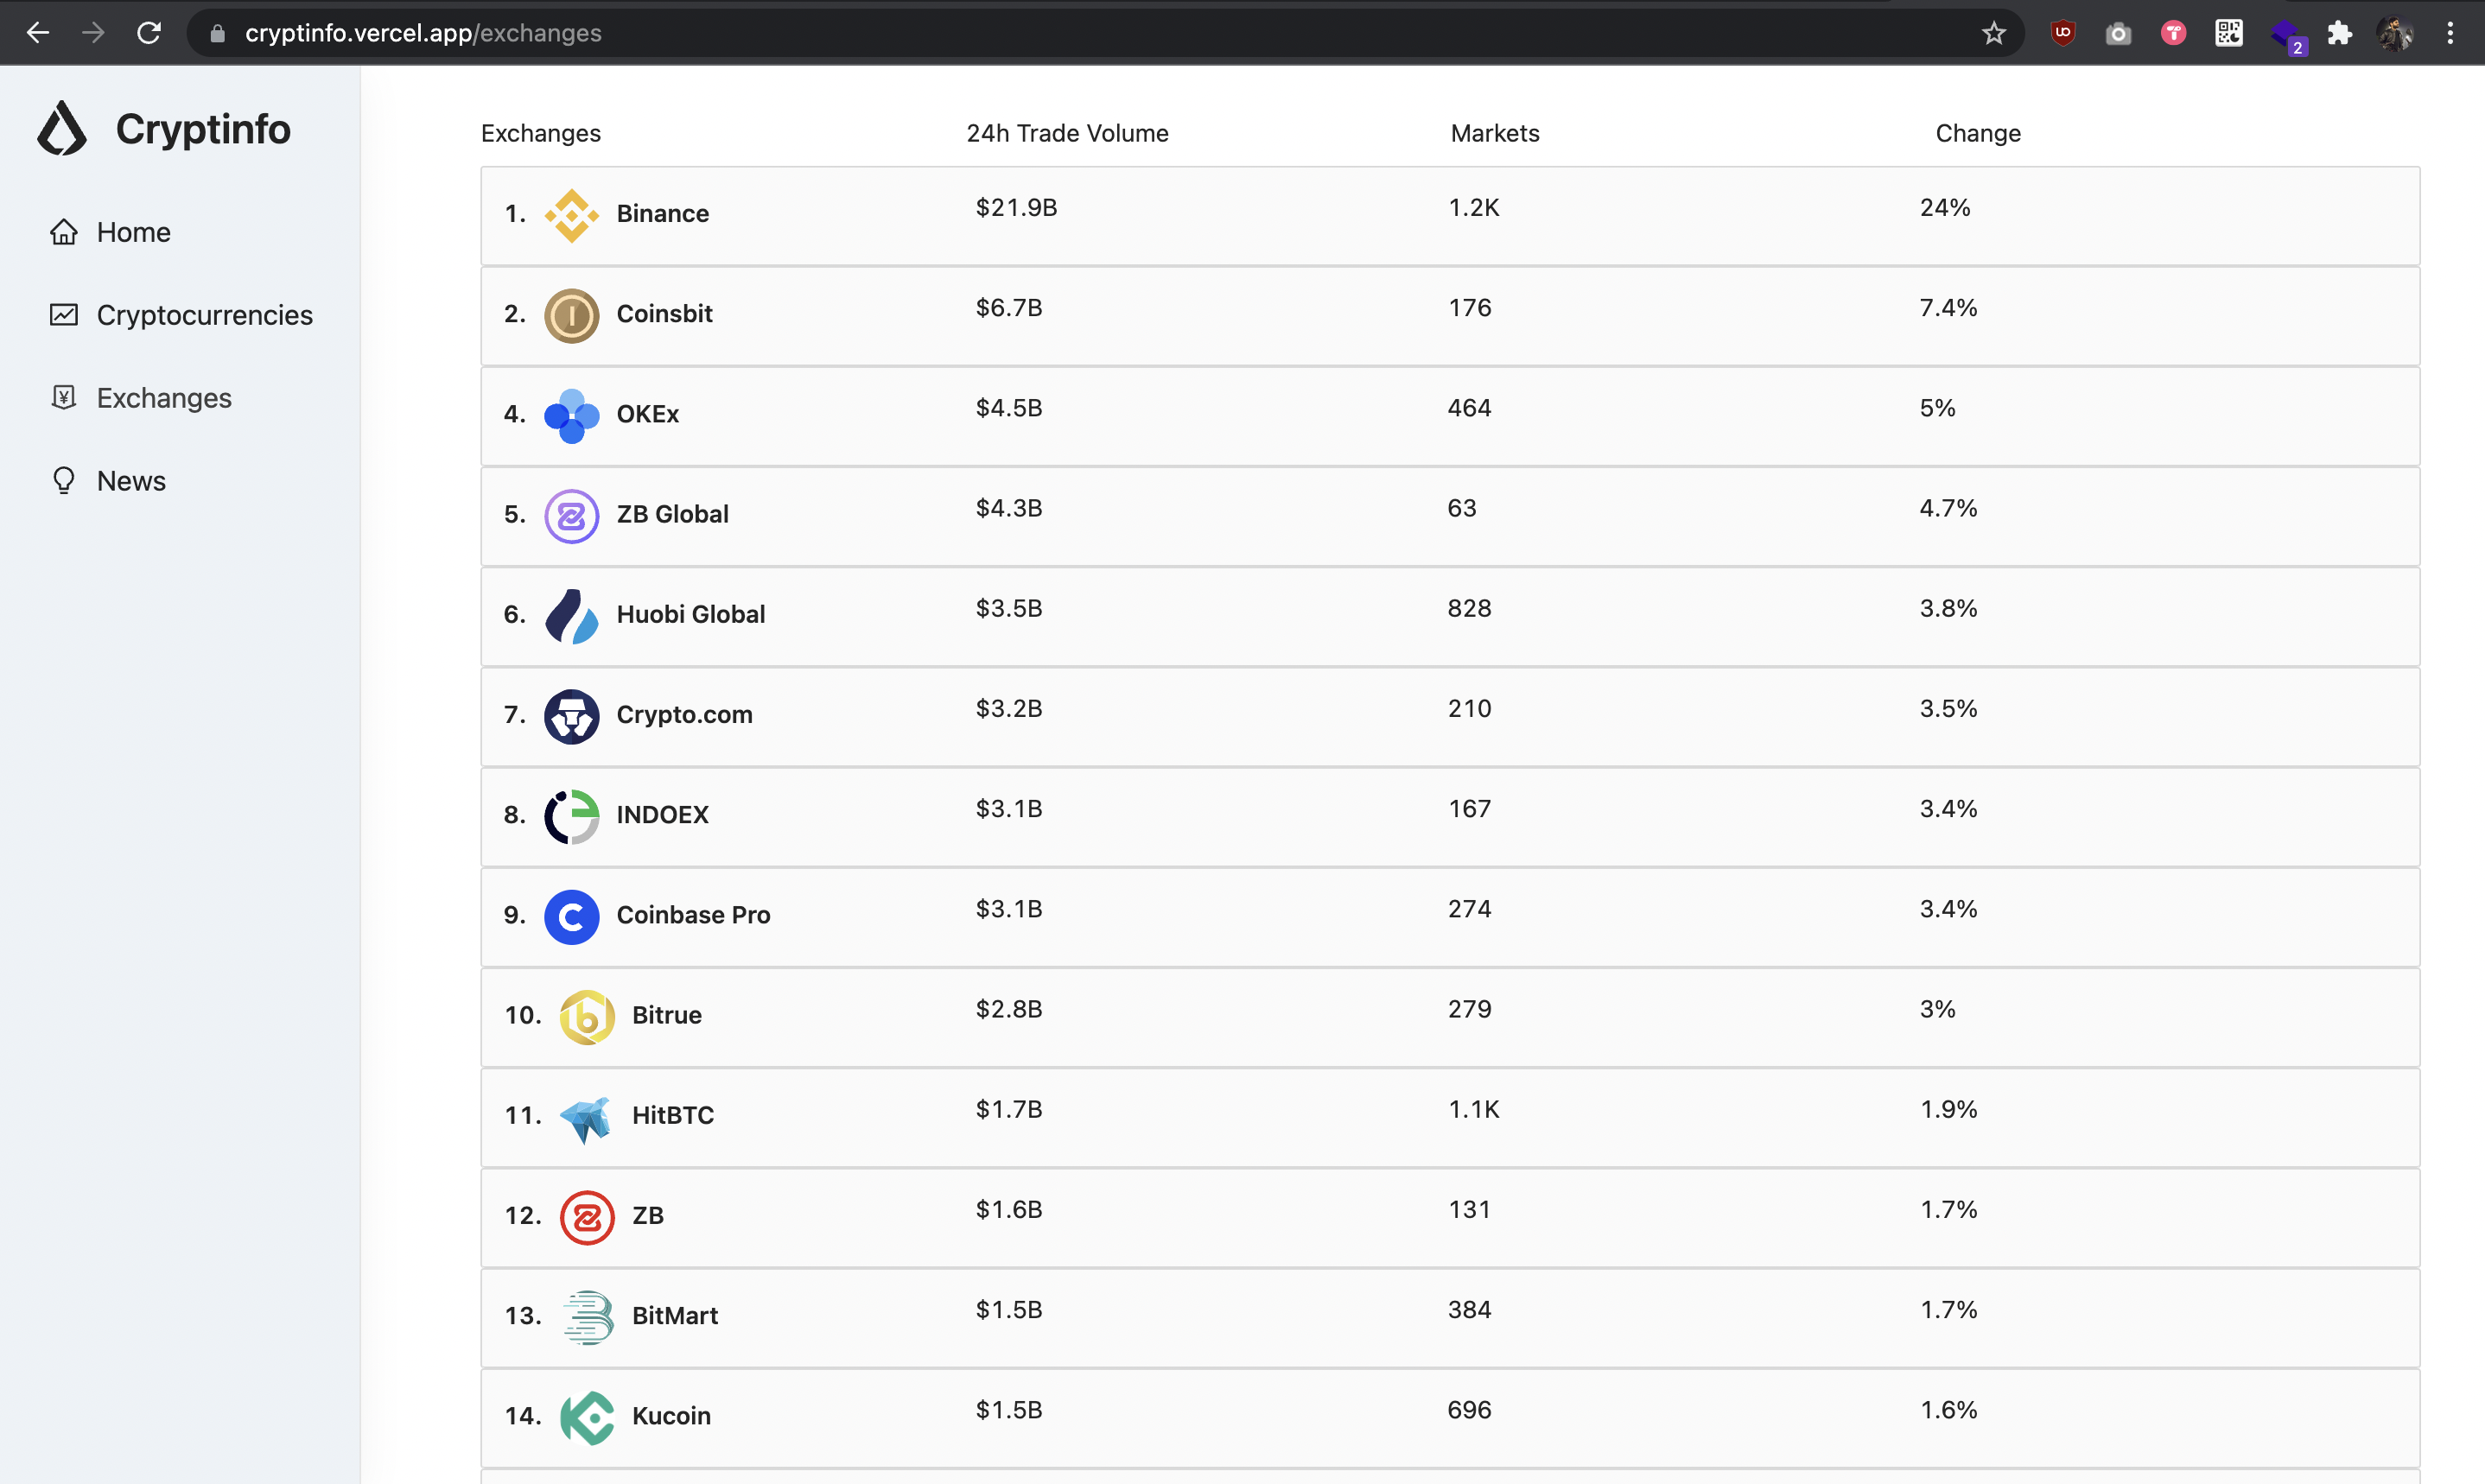 cryptinfo.vercel.app/exchanges
2
Cryptinfo
Home
Cryptocurrencies
Exchanges
News
Exchanges 24h Trade Volume Markets Change
1. Binance $21.9B 1.2K 24%
2. Coinsbit $6.7B 176 7.4%
4. OKEx $4.5B 464 5%
5. ZB Global $4.3B 63 4.7%
6. Huobi Global $3.5B 828 3.8%
7. Crypto.com $3.2B 210 3.5%
8. INDOEX $3.1B 167 3.4%
9. Coinbase Pro $3.1B 274 3.4%
10. Bitrue $2.8B 279 3%
11. HitBTC $1.7B 1.1K 1.9%
12. ZB $1.6B 131 1.7%
13. BitMart $1.5B 384 1.7%
14. Kucoin $1.5B 696 1.6%